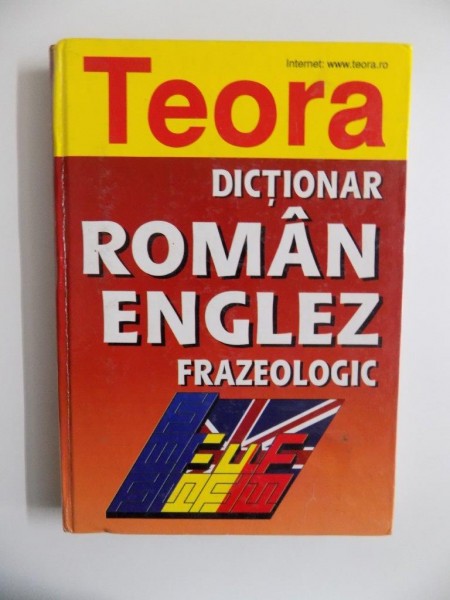 Internet: www.teora.ro
Teora
DICȚIONAR
ROMÂN
ENGLEZ
FRAZEOLOGIC